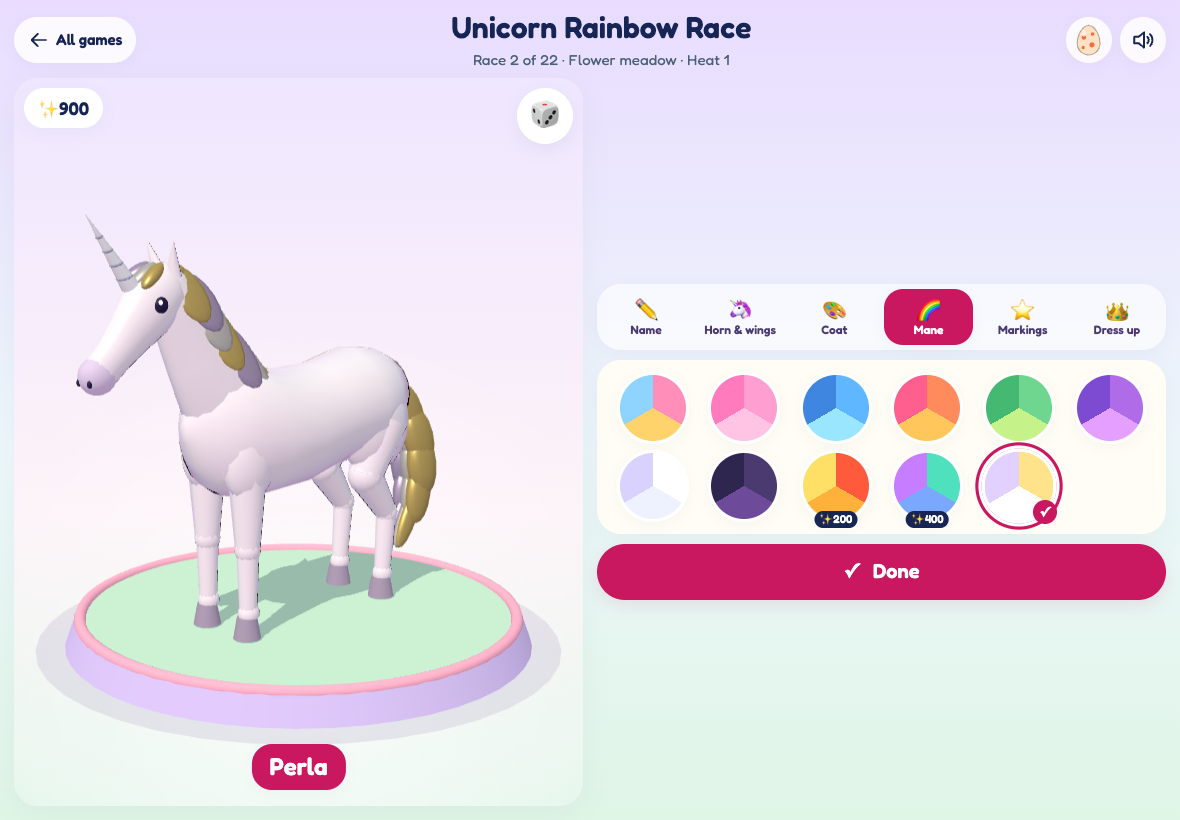 All games
Unicorn Rainbow Race
Race 2 of 22 · Flower meadow · Heat 1
✨900
Name
Horn & wings
Coat
Mane
Markings
Dress up
✨200
✨400
✓ Done
Perla